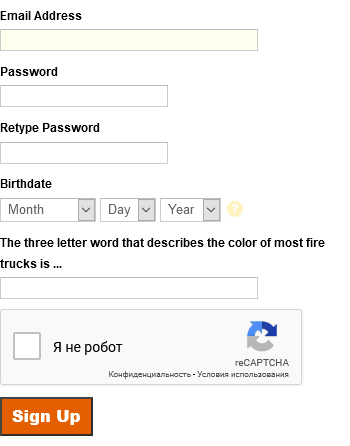 Email Address
Password
Retype Password
Birthdate
Month Day Year ?
The three letter word that describes the color of most fire
trucks is ...
Я не робот
reCAPTCHA
Конфиденциальность - Условия использования
Sign Up